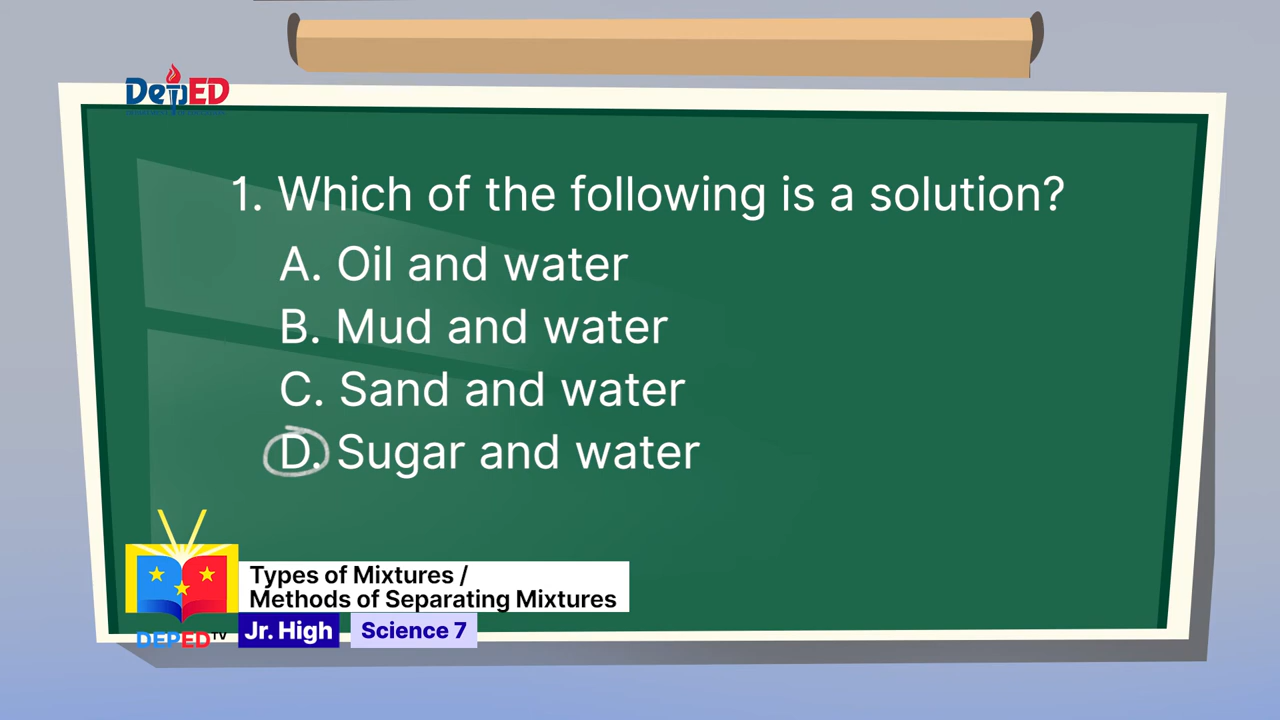 DepED
1. Which of the following is a solution?
A. Oil and water
B. Mud and water
C. Sand and water
D. Sugar and water
Types of Mixtures /
Methods of Separating Mixtures
DEPED TV
Jr. High
Science 7